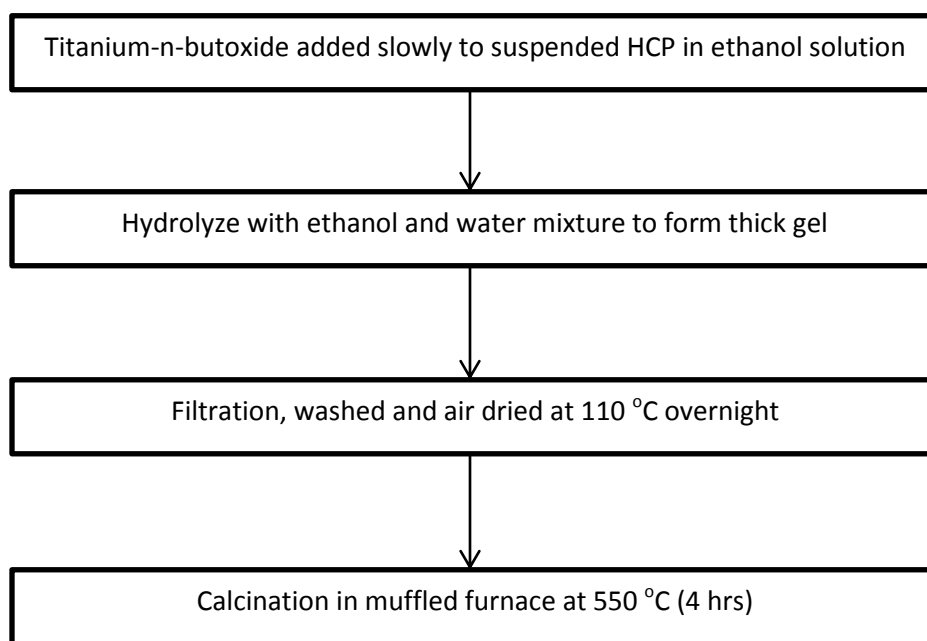 Titanium-n-butoxide added slowly to suspended HCP in ethanol solution
Hydrolyze with ethanol and water mixture to form thick gel
Filtration, washed and air dried at 110 °C overnight
Calcination in muffled furnace at 550 °C (4 hrs)